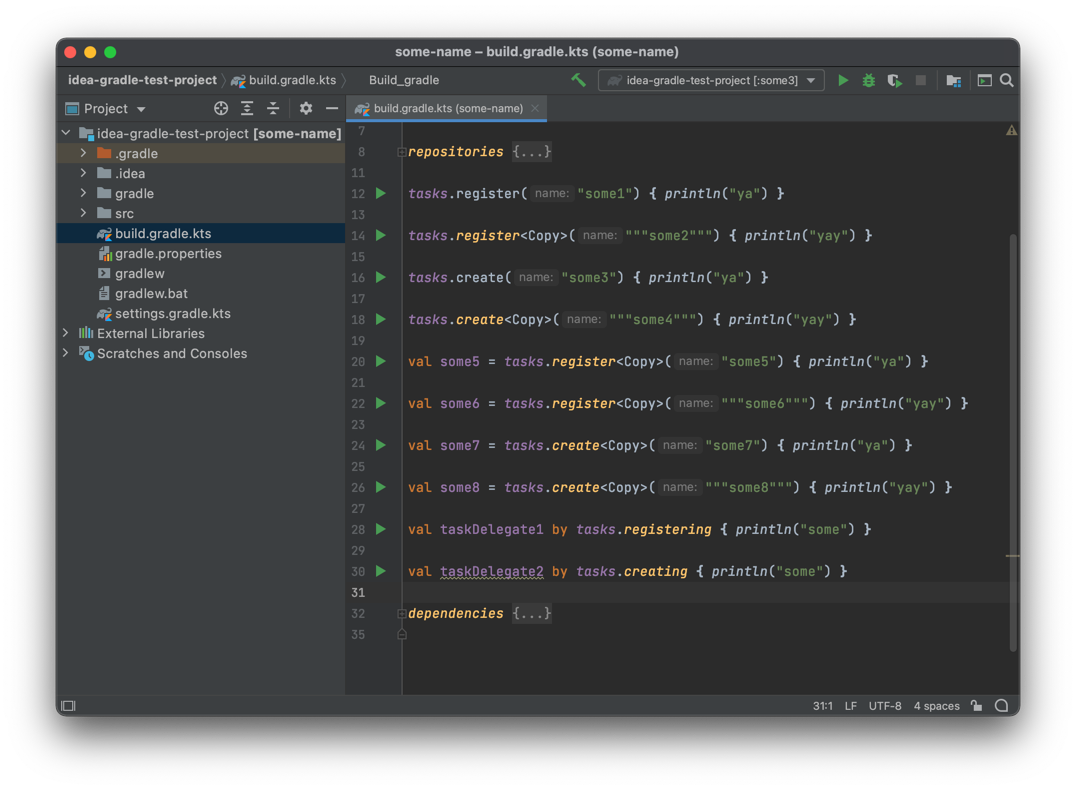 some-name – build.gradle.kts (some-name)
idea-gradle-test-project build.gradle.kts Build_gradle idea-gradle-test-project [:some3]
Project
build.gradle.kts (some-name)
idea-gradle-test-project [some-name]
.gradle
.idea
gradle
src
build.gradle.kts
gradle.properties
gradlew
gradlew.bat
settings.gradle.kts
External Libraries
Scratches and Consoles
7
8 repositories {...}
11
12 tasks.register( name: "some1") { println("ya") }
13
14 tasks.register<Copy>( name: """some2""") { println("yay") }
15
16 tasks.create( name: "some3") { println("ya") }
17
18 tasks.create<Copy>( name: """some4""") { println("yay") }
19
20 val some5 = tasks.register<Copy>( name: "some5") { println("ya") }
21
22 val some6 = tasks.register<Copy>( name: """some6""") { println("yay") }
23
24 val some7 = tasks.create<Copy>( name: "some7") { println("ya") }
25
26 val some8 = tasks.create<Copy>( name: """some8""") { println("yay") }
27
28 val taskDelegate1 by tasks.registering { println("some") }
29
30 val taskDelegate2 by tasks.creating { println("some") }
31
32 dependencies {...}
35
31:1 LF UTF-8 4 spaces